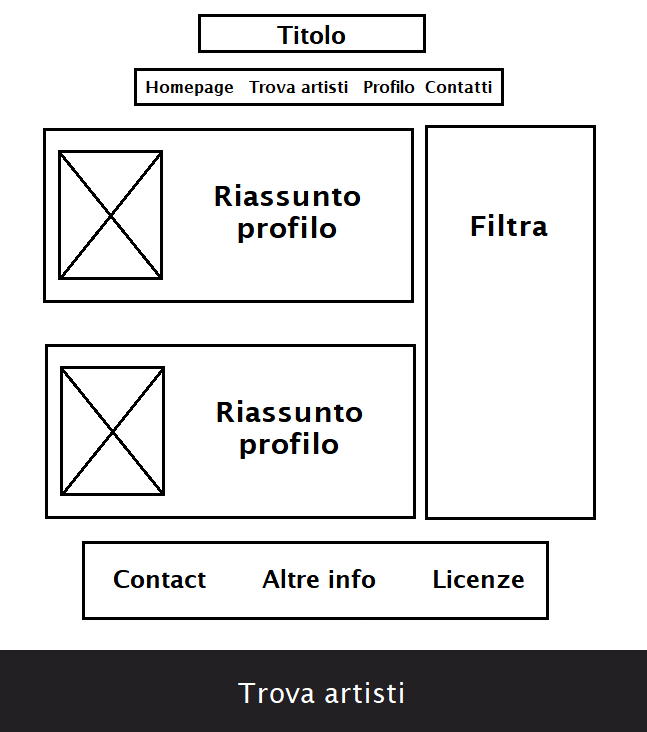 Titolo
Homepage Trova artisti Profilo Contatti
Riassunto
profilo
Filtra
Riassunto
profilo
Contact Altre info Licenze
Trova artisti